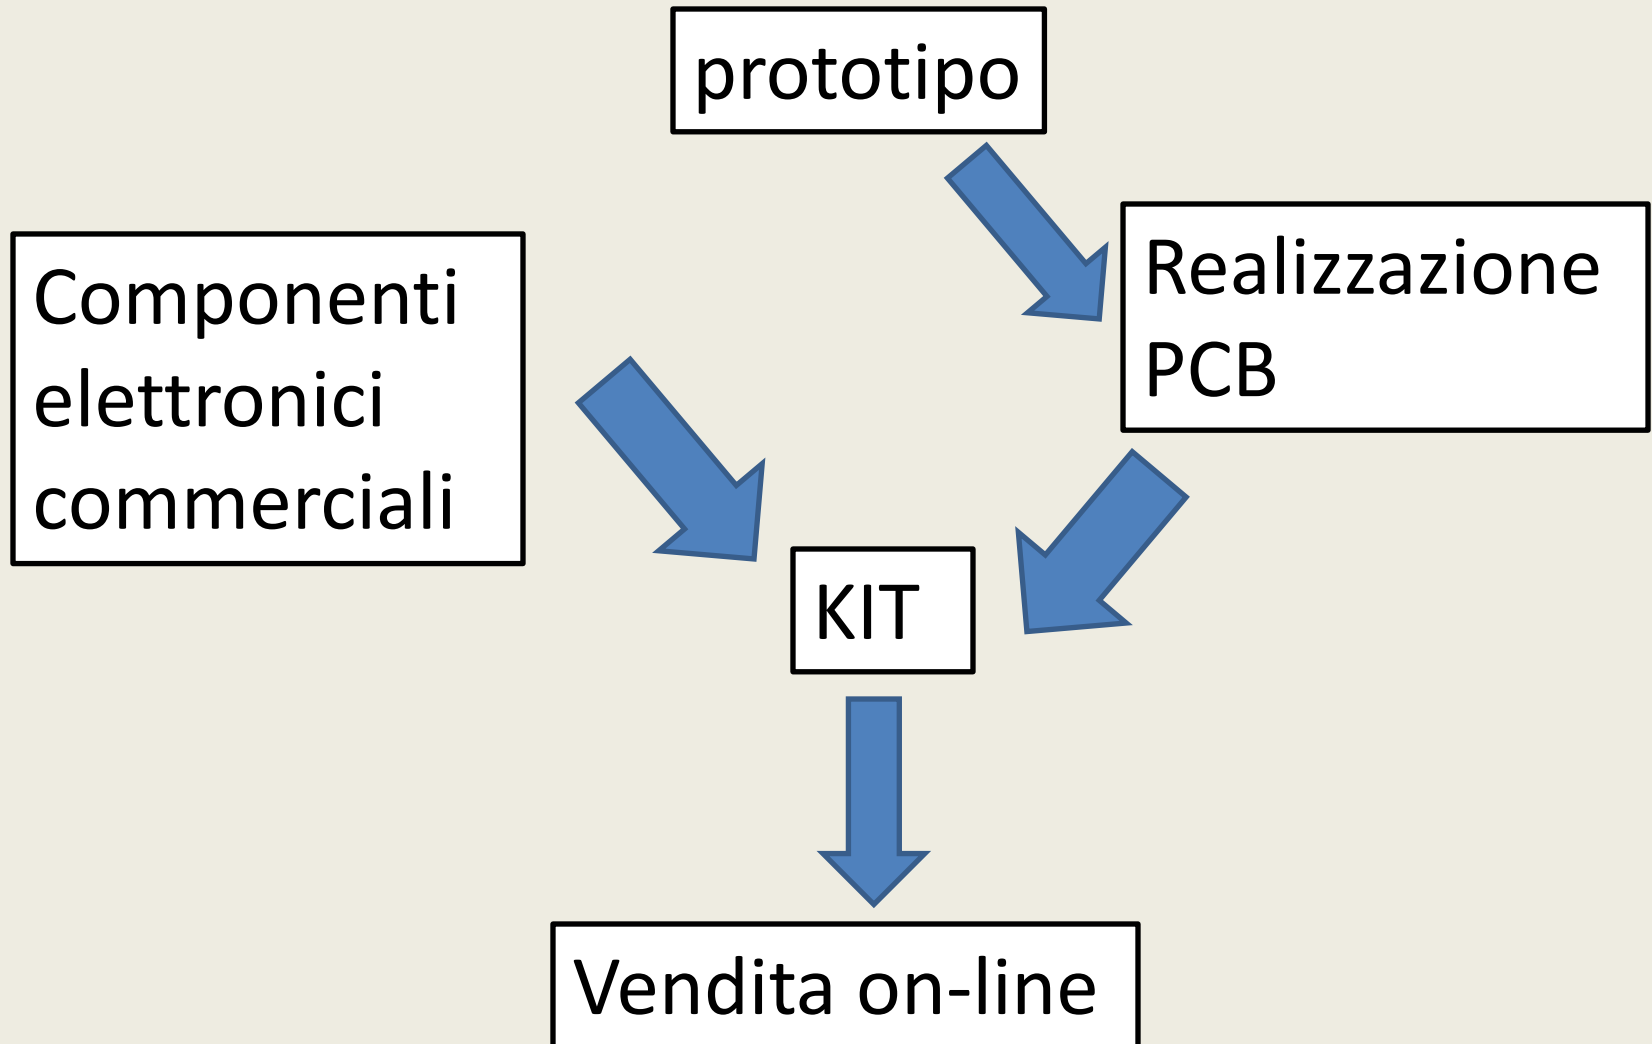 prototipo
Componenti
elettronici
commerciali
Realizzazione
PCB
KIT
Vendita on-line